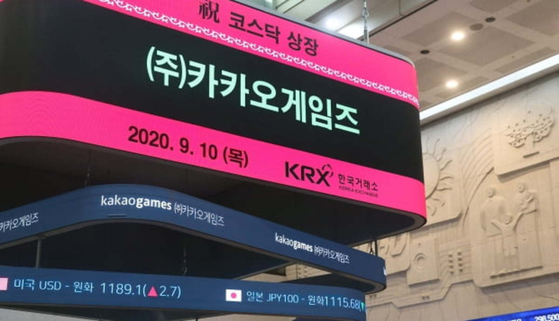 祝 코스닥 상장
(주)카카오게임즈
2020. 9. 10 (목)
KRX 한국거래소
kakaogames (주)카카오게임즈
kakaogames (주)카카오게임즈
미국 USD - 원화 1189.1(▲2.7)
일본 JPY100 - 원화 1115.68